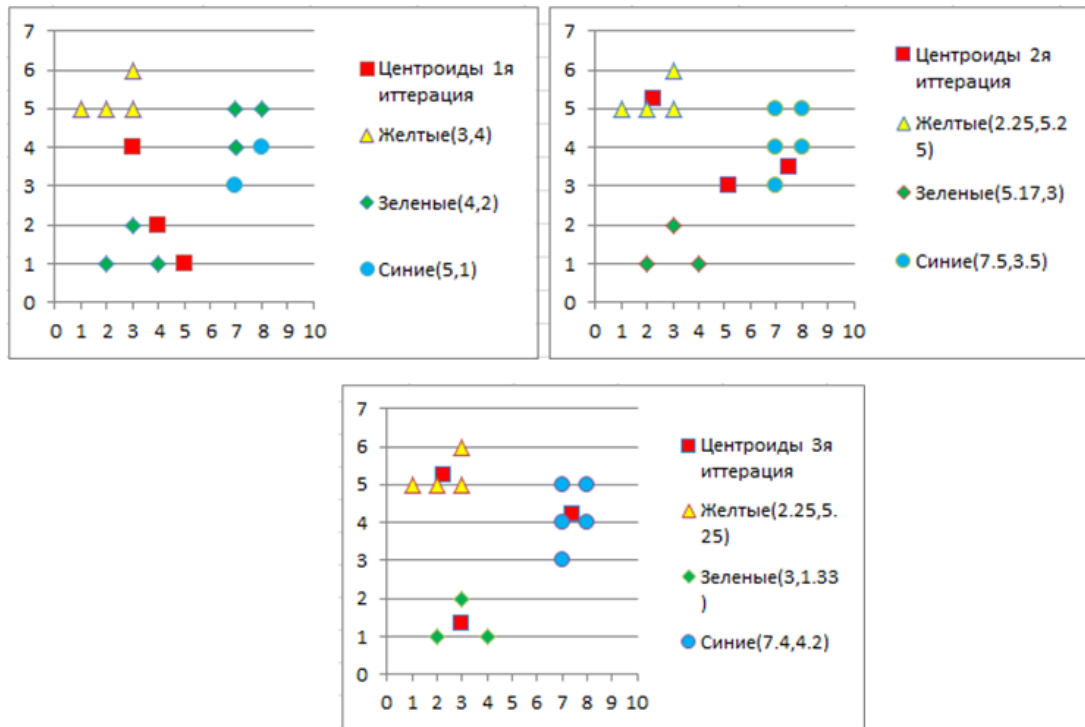 7
6
5
4
3
2
1
0
0 1 2 3 4 5 6 7 8 9 10
Центроиды 1я
иттерация
Желтые(3,4)
Зеленые(4,2)
Синие(5,1)
7
6
5
4
3
2
1
0
0 1 2 3 4 5 6 7 8 9 10
Центроиды 2я
иттерация
Желтые(2.25,5.2
5)
Зеленые(5.17,3)
Синие(7.5,3.5)
7
6
5
4
3
2
1
0
0 1 2 3 4 5 6 7 8 9 10
Центроиды 3я
иттерация
Желтые(2.25,5.
25)
Зеленые(3,1.33
)
Синие(7.4,4.2)